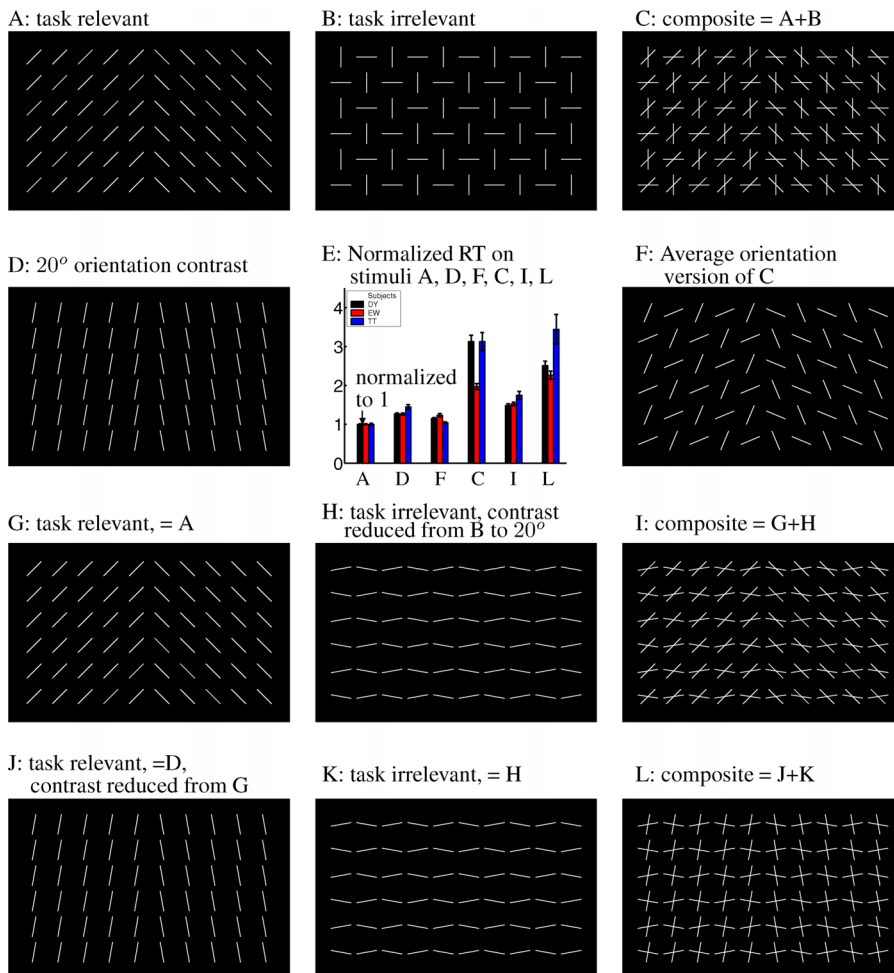 A: task relevant
B: task irrelevant
C: composite = A+B
D: 20° orientation contrast
E: Normalized RT on
stimuli A, D, F, C, I, L
Subjects
DY
EW
TT
4
3
2
1
0
normalized
to 1
A D F C I L
F: Average orientation
version of C
G: task relevant, = A
H: task irrelevant, contrast
reduced from B to 20°
I: composite = G+H
J: task relevant, =D,
contrast reduced from G
K: task irrelevant, = H
L: composite = J+K